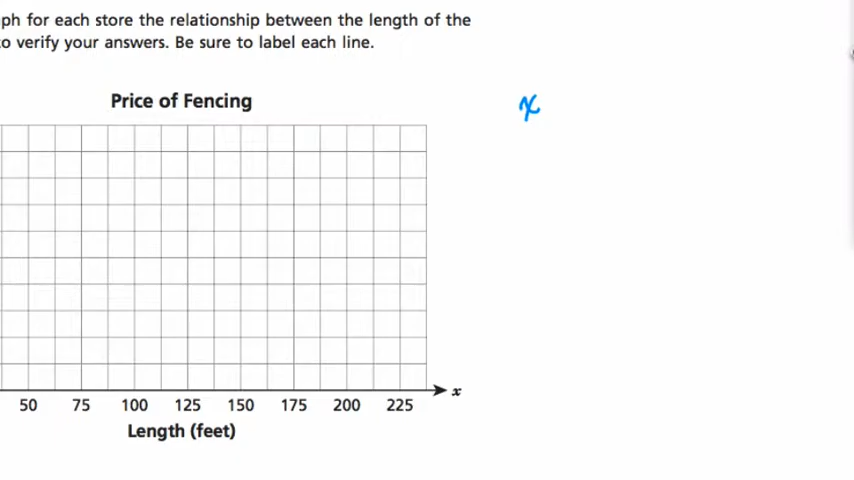 ph for each store the relationship between the length of the
to verify your answers. Be sure to label each line.
Price of Fencing
x
x
50 75 100 125 150 175 200 225
Length (feet)